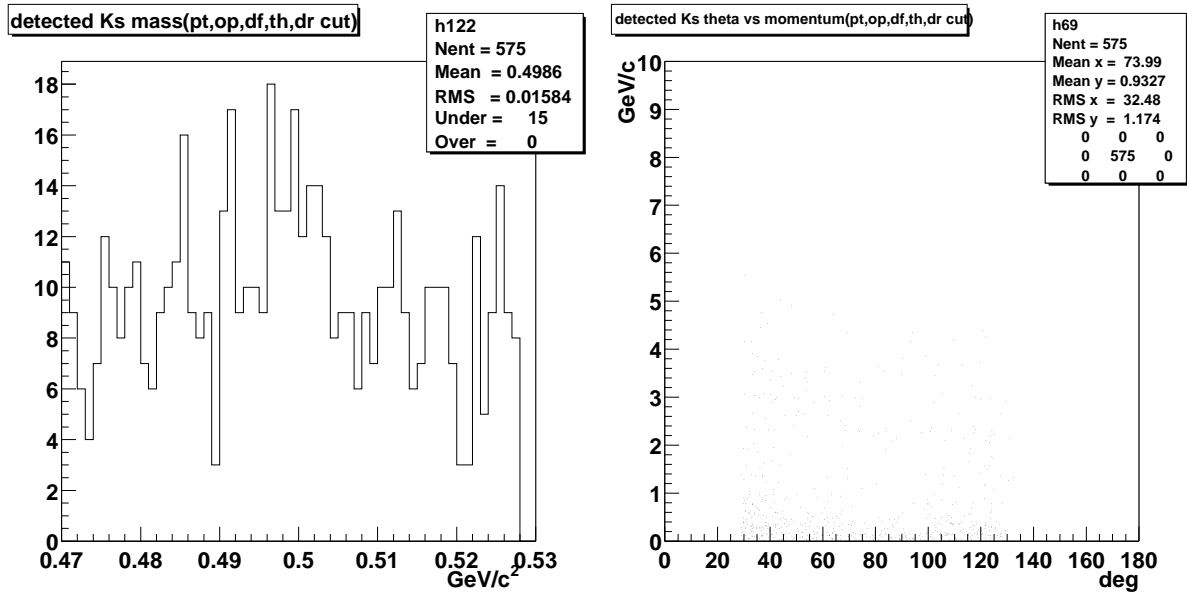 detected Ks mass(pt,op,df,th,dr cut)
h122
Nent = 575
Mean = 0.4986
RMS = 0.01584
Under = 15
Over = 0
18
16
14
12
10
8
6
4
2
0
0.47 0.48 0.49 0.5 0.51 0.52 0.53
GeV/c2
detected Ks theta vs momentum(pt,op,df,th,dr cut)
h69
Nent = 575
Mean x = 73.99
Mean y = 0.9327
RMS x = 32.48
RMS y = 1.174
0 0 0
0 575 0
0 0 0
GeV/c
10
9
8
7
6
5
4
3
2
1
0
0 20 40 60 80 100 120 140 160 180
deg